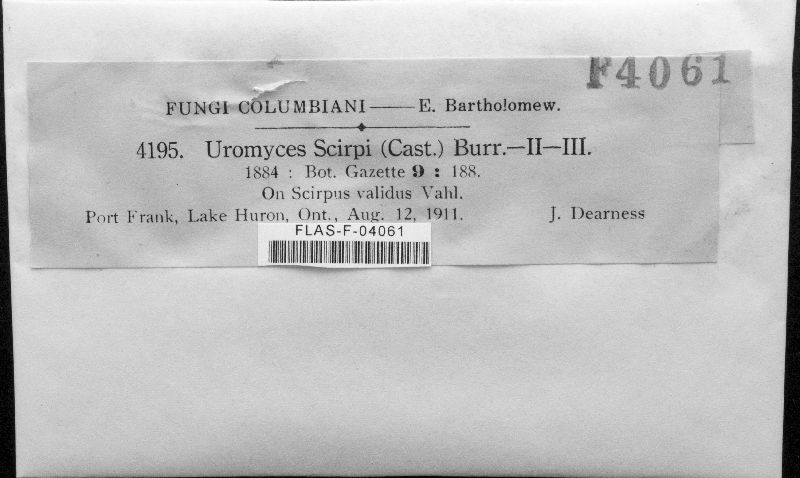 F4061
FUNGI COLUMBIANI—E. Bartholomew.
4195. Uromyces Scirpi (Cast.) Burr.—II—III.
1884 : Bot. Gazette 9 : 188.
On Scirpus validus Vahl.
Port Frank, Lake Huron, Ont., Aug. 12, 1911. J. Dearness
FLAS-F-04061